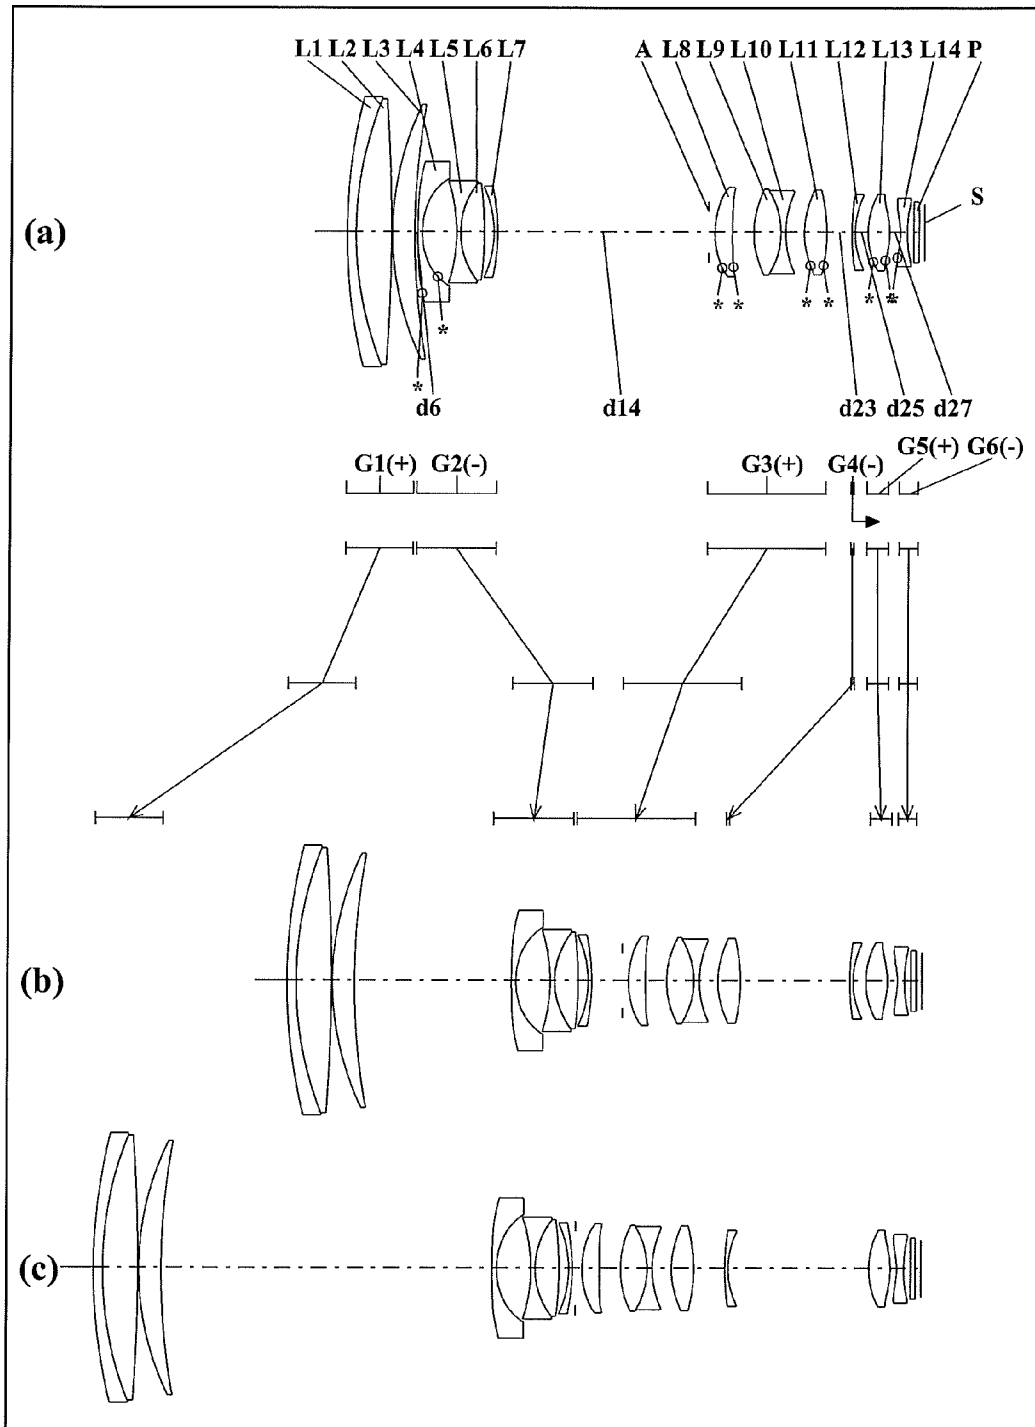 L1 L2 L3 L4 L5 L6 L7 A L8 L9 L10 L11 L12 L13 L14 P
S
(a)
* * * * * * * *
*
d6 d14 d23 d25 d27
G1(+) G2(-) G3(+) G4(-) G5(+) G6(-)
(b)
(c)